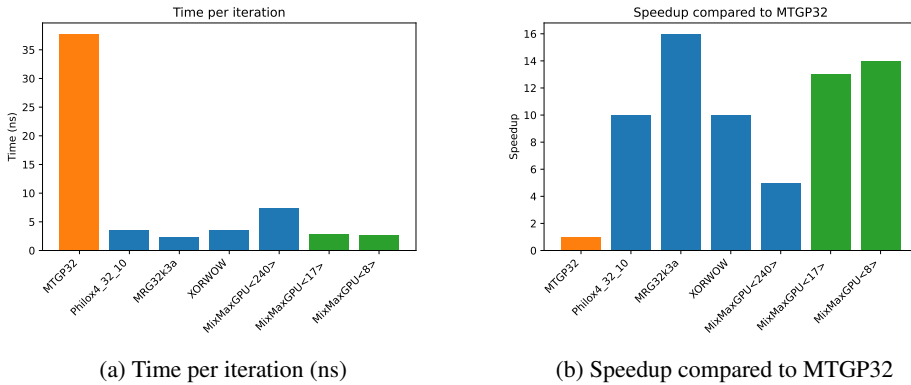 Time per iteration
Time (ns)
35
30
25
20
15
10
5
0
MTGP32
Philox4_32_10
MRG32k3a
XORWOW
MixMaxGPU<240>
MixMaxGPU<17>
MixMaxGPU<8>
(a) Time per iteration (ns)
Speedup compared to MTGP32
Speedup
16
14
12
10
8
6
4
2
0
MTGP32
Philox4_32_10
MRG32k3a
XORWOW
MixMaxGPU<240>
MixMaxGPU<17>
MixMaxGPU<8>
(b) Speedup compared to MTGP32